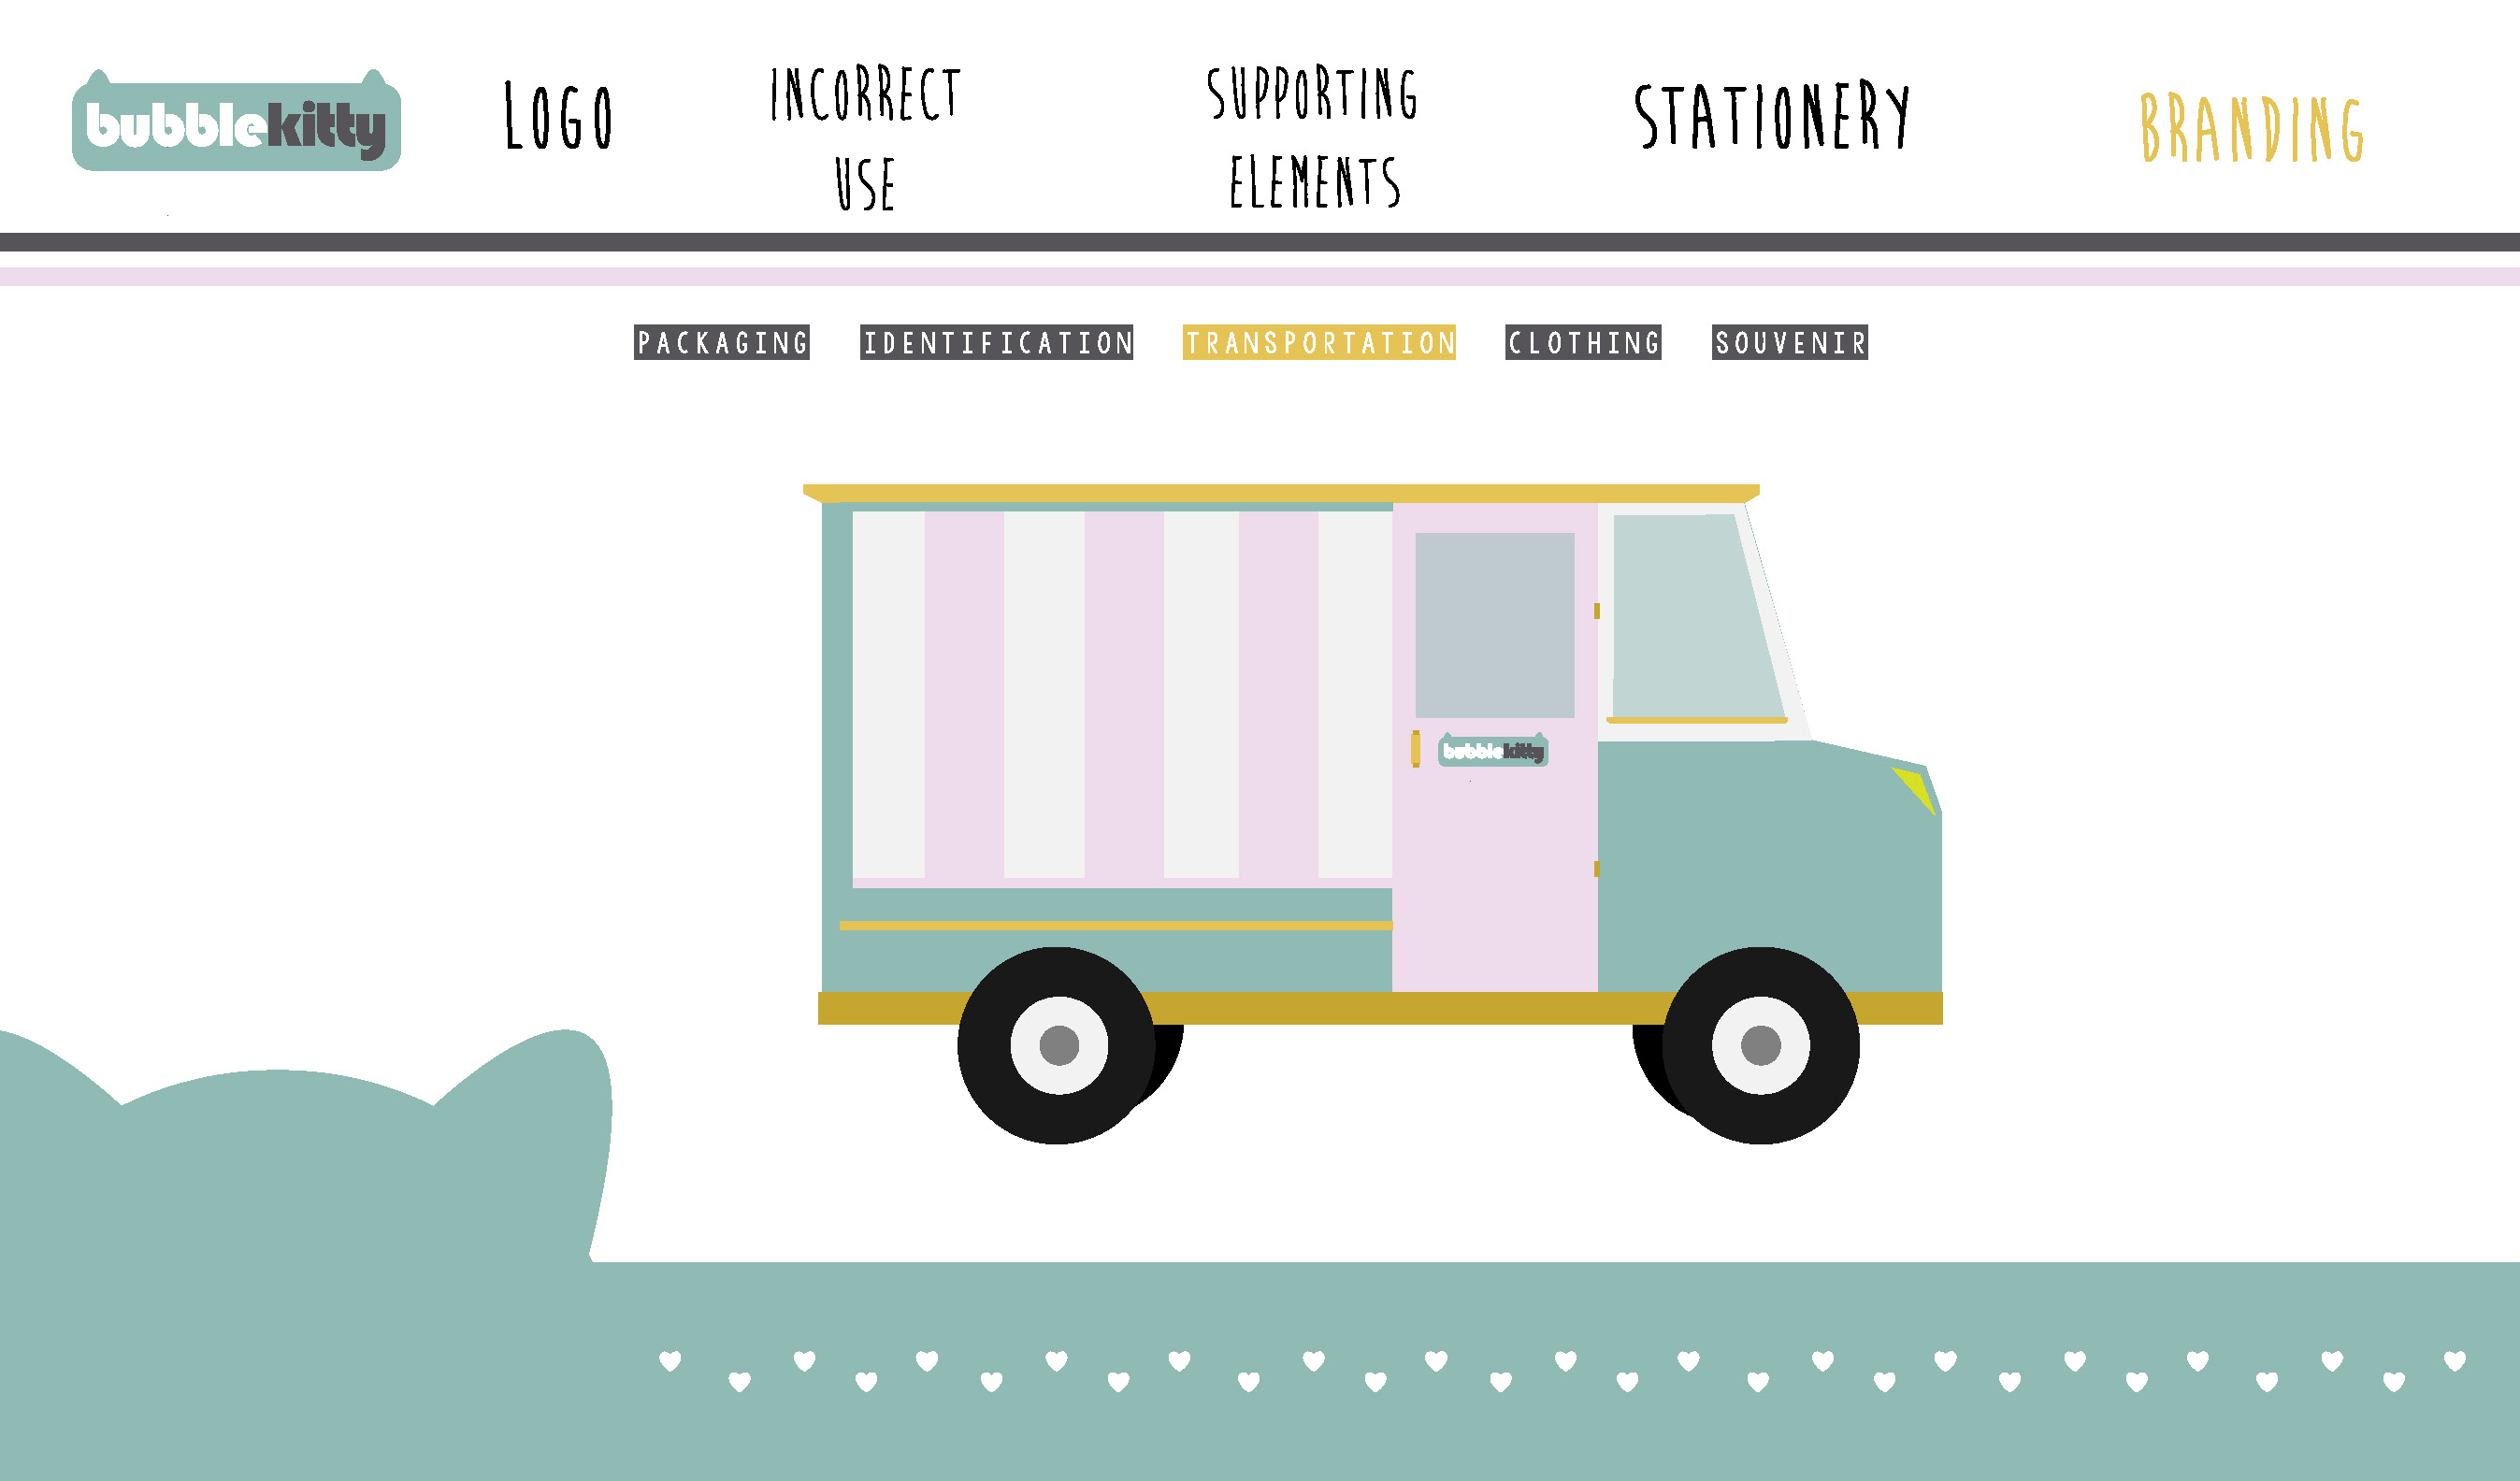 bubblekitty
LOGO
INCORRECT
USE
SUPPORTING
ELEMENTS
STATIONERY
BRANDING
PACKAGING IDENTIFICATION TRANSPORTATION CLOTHING SOUVENIR
bubblekitty